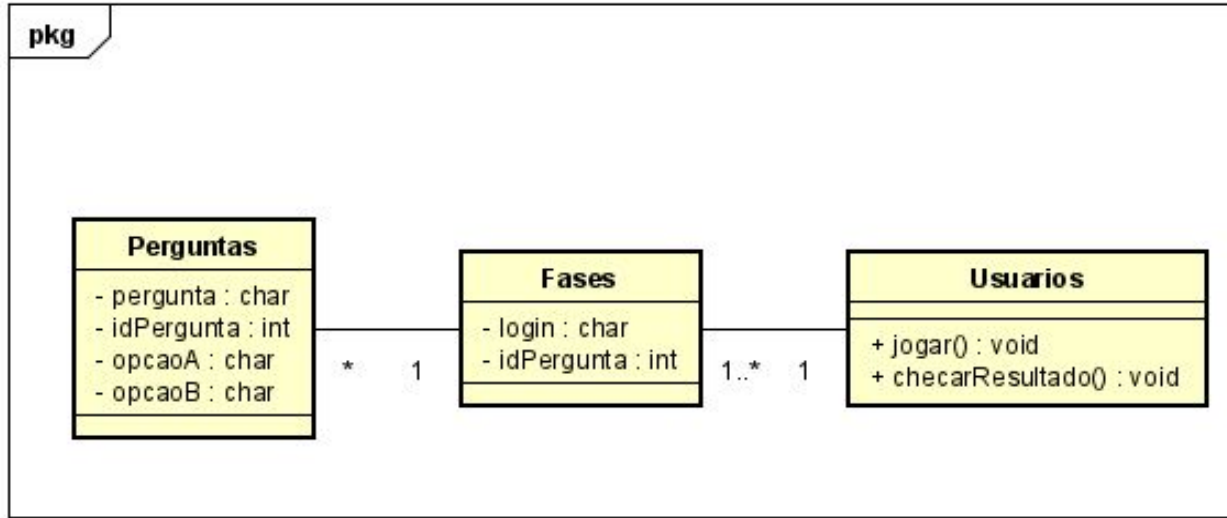 pkg
Perguntas
- pergunta : char
- idPergunta : int
- opcaoA : char
- opcaoB : char
* 1
Fases
- login : char
- idPergunta : int
1..* 1
Usuarios
+ jogar() : void
+ checarResultado() : void